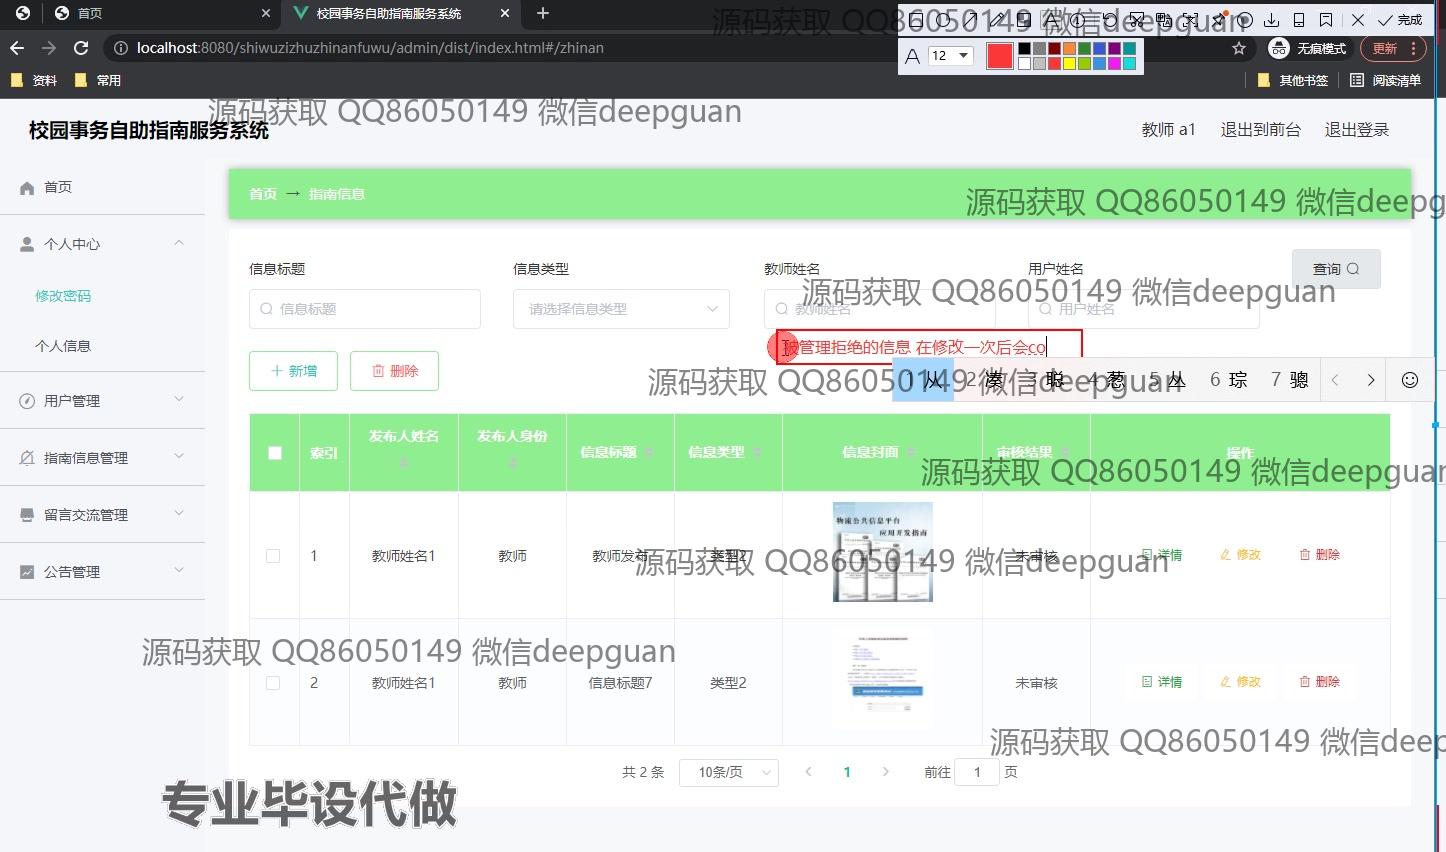 首页
校园事务自助指南服务系统
完成
localhost:8080/shiwuzizhuzhinanfuwu/admin/dist/index.html#/zhinan
无痕模式
更新
A 12
资料
常用
其他书签
阅读清单
源码获取 QQ86050149 微信deepguan
源码获取 QQ86050149 微信deepguan
校园事务自助指南服务系统
教师 a1
退出到前台
退出登录
首页
个人中心
修改密码
个人信息
用户管理
指南信息管理
留言交流管理
公告管理
首页 → 指南信息
源码获取 QQ86050149 微信deepg
信息标题
信息类型
教师姓名
用户姓名
查询
信息标题
请选择信息类型
教师姓名
用户姓名
源码获取 QQ86050149 微信deepguan
被管理拒绝的信息 在修改一次后会co
1 从 2 凑 3 聪 4 葱 5 丛 6 琮 7 骢
新增
删除
源码获取 QQ86050149 微信deepguan
索引 发布人姓名 发布人身份 信息标题 信息类型 信息封面 审核结果 操作
源码获取 QQ86050149 微信deepguan
物流公共信息平台
应用开发指南
1 教师姓名1 教师 教师发布 类型2 未审核 详情 修改 删除
源码获取 QQ86050149 微信deepguan
源码获取 QQ86050149 微信deepguan
2 教师姓名1 教师 信息标题7 类型2 未审核 详情 修改 删除
源码获取 QQ86050149 微信deep
共 2 条 10条/页 1 前往 1 页
专业毕设代做